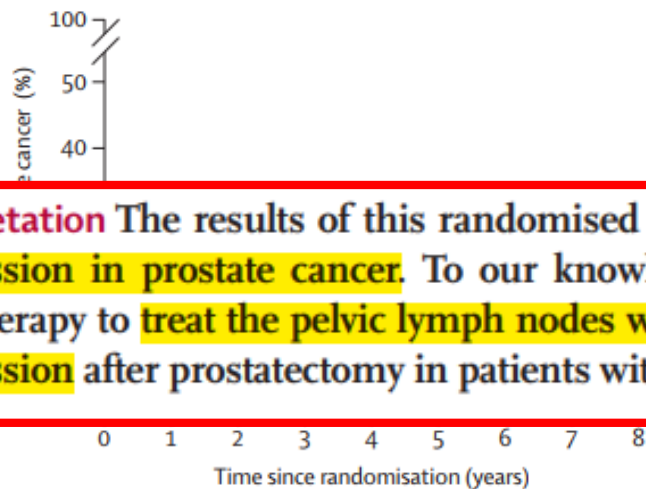 100
50
e cancer (%)
40
etation The results of this randomised
ssion in prostate cancer. To our knowl
erapy to treat the pelvic lymph nodes w
ssion after prostatectomy in patients wit
0 1 2 3 4 5 6 7 8
Time since randomisation (years)